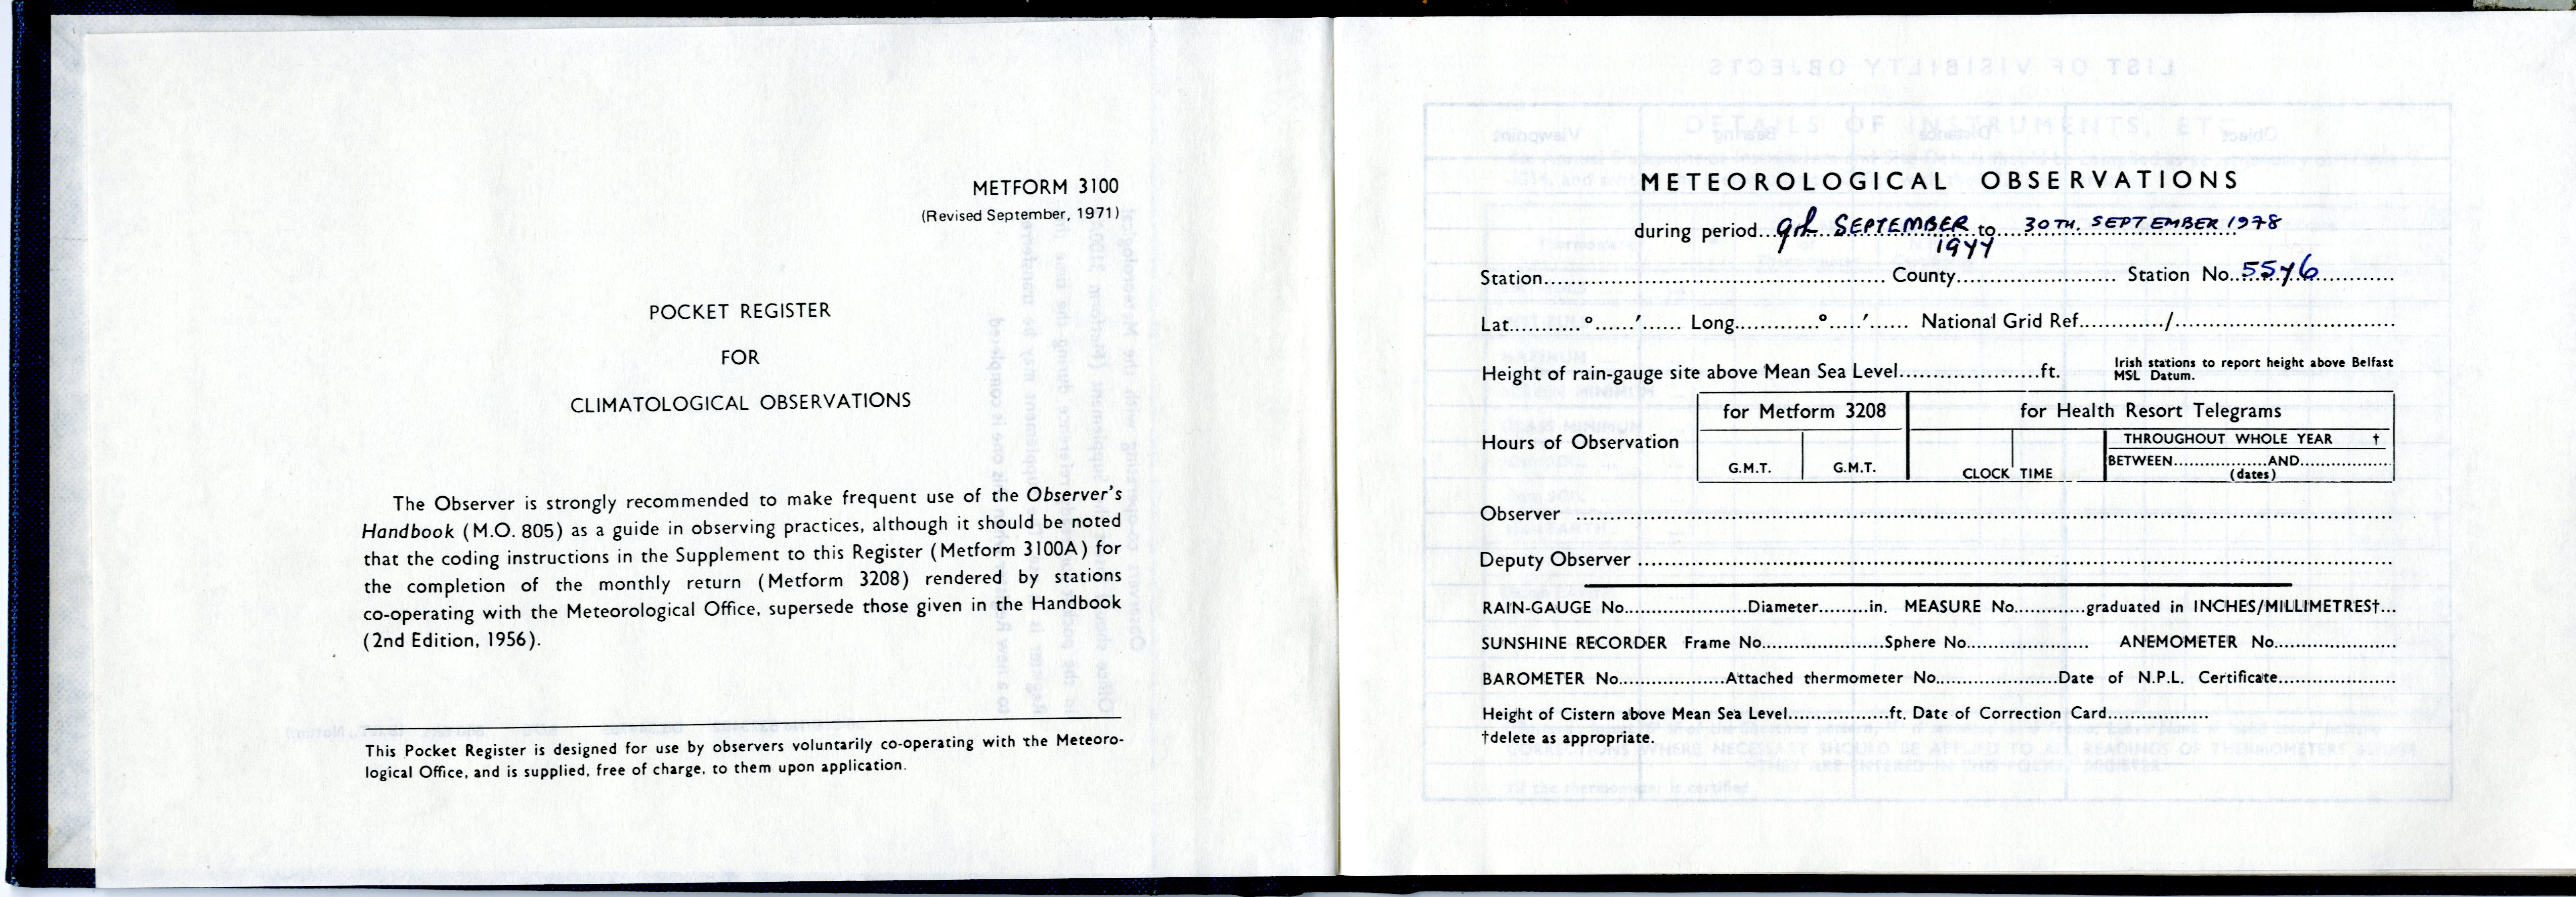 METFORM 3100
(Revised September, 1971)
POCKET REGISTER
FOR
CLIMATOLOGICAL OBSERVATIONS
The Observer is strongly recommended to make frequent use of the Observer's
Handbook (M.O. 805) as a guide in observing practices, although it should be noted
that the coding instructions in the Supplement to this Register (Metform 3100A) for
the completion of the monthly return (Metform 3208) rendered by stations
co-operating with the Meteorological Office, supersede those given in the Handbook
(2nd Edition, 1956).
This Pocket Register is designed for use by observers voluntarily co-operating with the Meteoro-
logical Office, and is supplied, free of charge, to them upon application.
METEOROLOGICAL OBSERVATIONS
during period... SEPTEMBER to... 30TH. SEPTEMBER 1978
1977
Station... County... Station No. 5576
Lat...°...′... Long...°...′... National Grid Ref.../...
Height of rain-gauge site above Mean Sea Level...ft. Irish stations to report height above Belfast
MSL Datum.
for Metform 3208 for Health Resort Telegrams
Hours of Observation THROUGHOUT WHOLE YEAR †
G.M.T. G.M.T. CLOCK TIME BETWEEN...AND...
(dates)
Observer ...
Deputy Observer ...
RAIN-GAUGE No...Diameter...in. MEASURE No...graduated in INCHES/MILLIMETRES†...
SUNSHINE RECORDER Frame No...Sphere No... ANEMOMETER No...
BAROMETER No...Attached thermometer No...Date of N.P.L. Certificate...
Height of Cistern above Mean Sea Level...ft. Date of Correction Card...
†delete as appropriate.